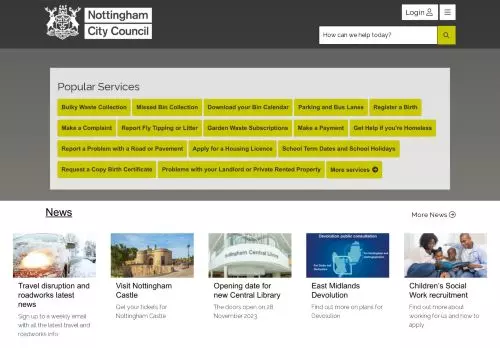 Nottingham
City Council
Login
How can we help today?
Popular Services
Bulky Waste Collection
Missed Bin Collection
Download your Bin Calendar
Parking and Bus Lanes
Register a Birth
Make a Complaint
Report Fly Tipping or Litter
Garden Waste Subscriptions
Make a Payment
Get Help if you're Homeless
Report a Problem with a Road or Pavement
Apply for a Housing Licence
School Term Dates and School Holidays
Request a Copy Birth Certificate
Problems with your Landlord or Private Rented Property
More services
News
More News
Nottingham Central Library
Devolution public consultation
Travel disruption and
roadworks latest
news
Sign up to a weekly email
with all the latest travel and
roadworks info
Visit Nottingham
Castle
Get your tickets for
Nottingham Castle
Opening date for
new Central Library
The doors open on 28
November 2023
East Midlands
Devolution
Find out more on plans for
Devolution
Children's Social
Work recruitment
Find out more about
working for us and how to
apply